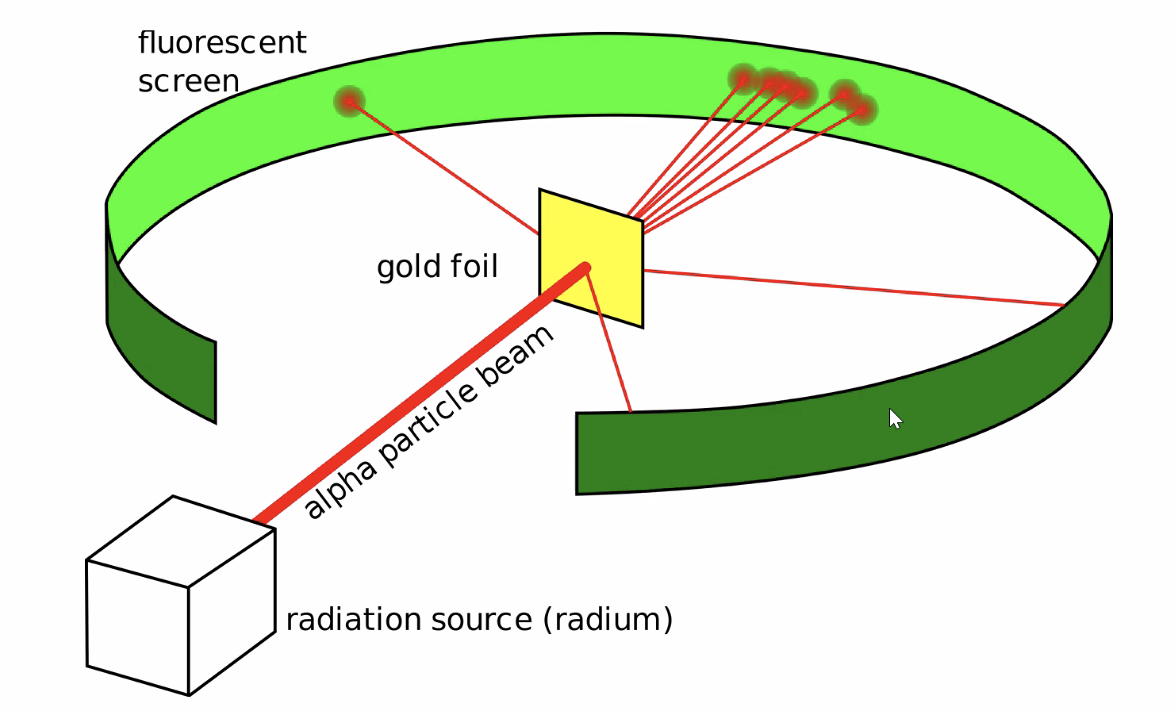 fluorescent
screen
gold foil
alpha particle beam
radiation source (radium)